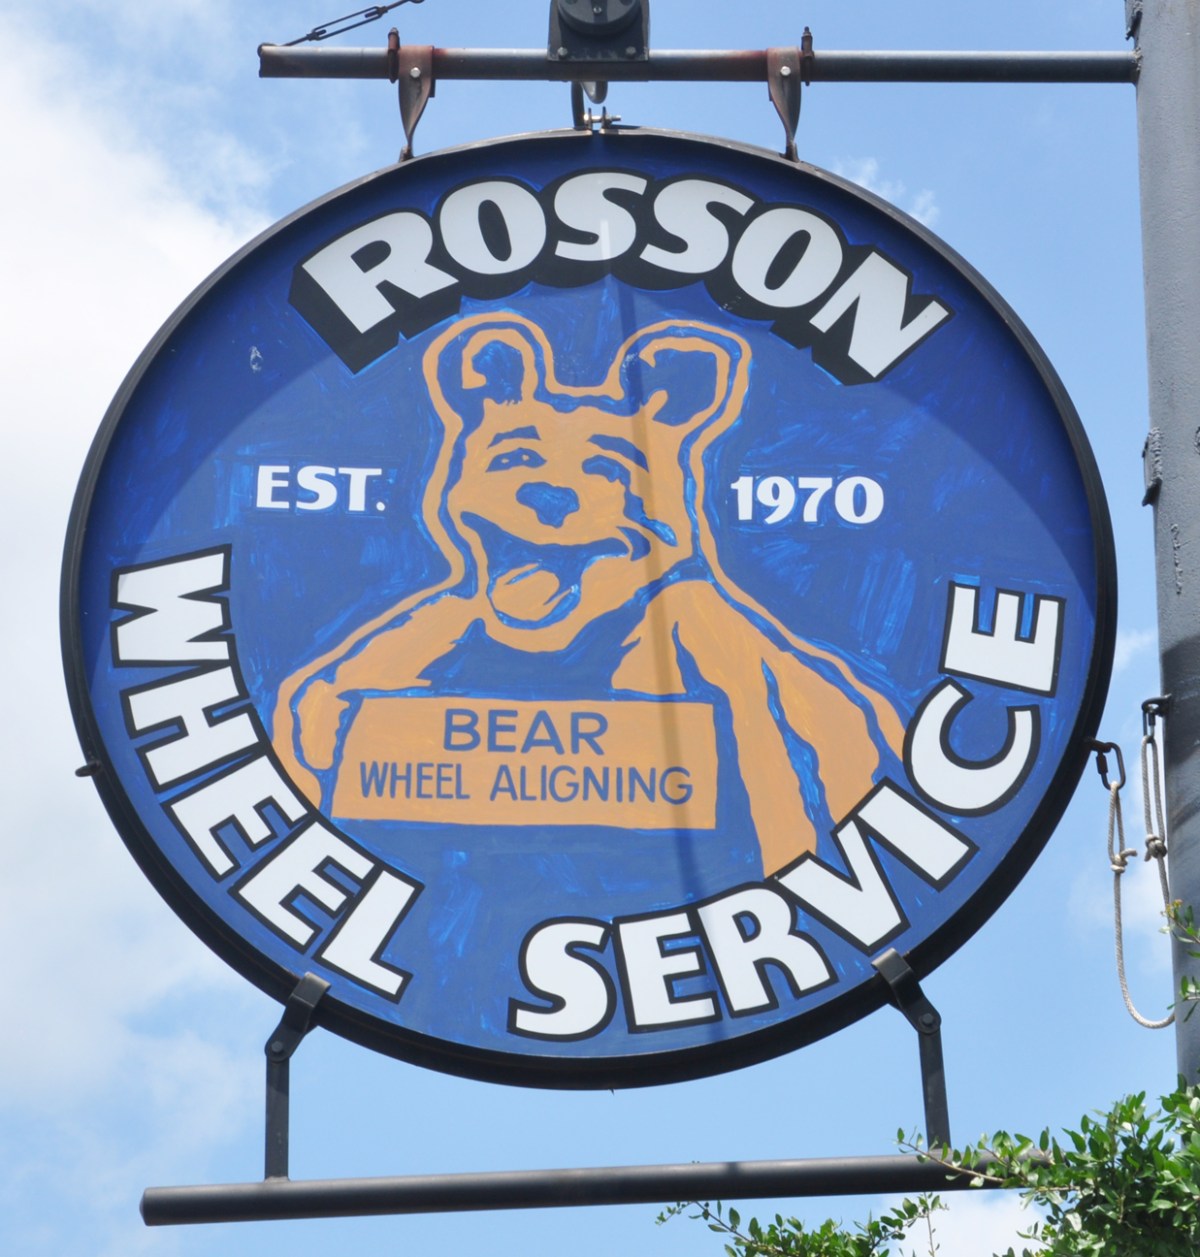 ROSSON
EST. 1970
BEAR
WHEEL ALIGNING
WHEEL SERVICE